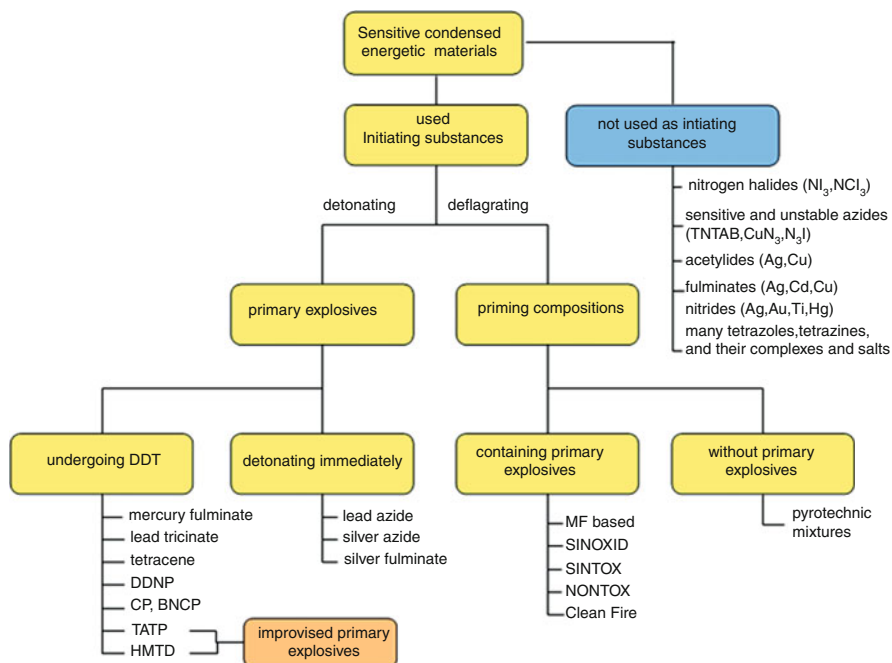 Sensitive condensed
energetic materials
used
Initiating substances
not used as intiating
substances
nitrogen halides (NI₃,NCI₃)
sensitive and unstable azides
(TNTAB,CuN₃,N₃I)
acetylides (Ag,Cu)
fulminates (Ag,Cd,Cu)
nitrides (Ag,Au,Ti,Hg)
many tetrazoles,tetrazines,
and their complexes and salts
detonating
deflagrating
primary explosives
priming compositions
undergoing DDT
detonating immediately
containing primary
explosives
without primary
explosives
mercury fulminate
lead tricinate
tetracene
DDNP
CP, BNCP
TATP
HMTD
improvised primary
explosives
lead azide
silver azide
silver fulminate
MF based
SINOXID
SINTOX
NONTOX
Clean Fire
pyrotechnic
mixtures